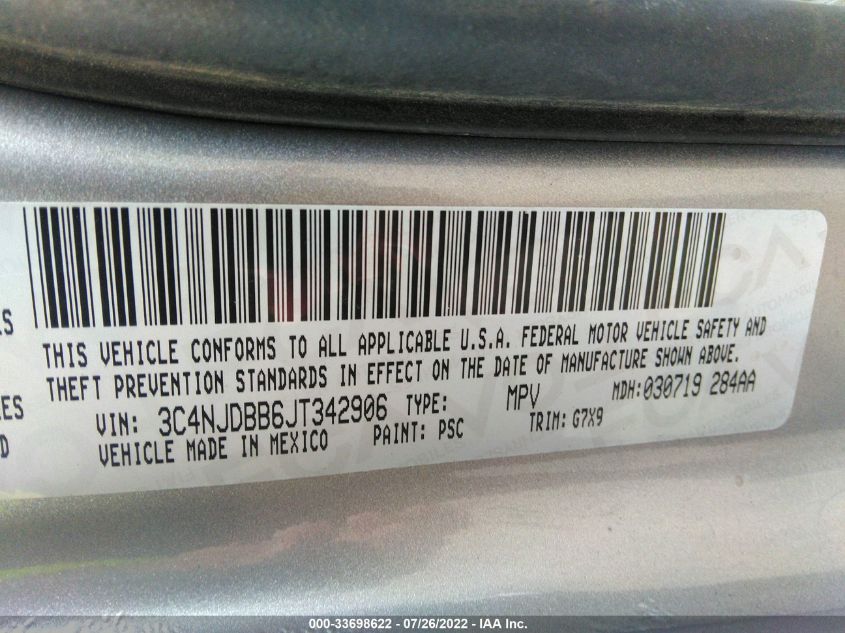 THIS VEHICLE CONFORMS TO ALL APPLICABLE U.S.A. FEDERAL MOTOR VEHICLE SAFETY AND
THEFT PREVENTION STANDARDS IN EFFECT ON THE DATE OF MANUFACTURE SHOWN ABOVE.
VIN: 3C4NJDBB6JT342906 TYPE: MPV MDH:030719 284AA
VEHICLE MADE IN MEXICO PAINT: PSC TRIM: G7X9
000-33698622 - 07/26/2022 - IAA Inc.